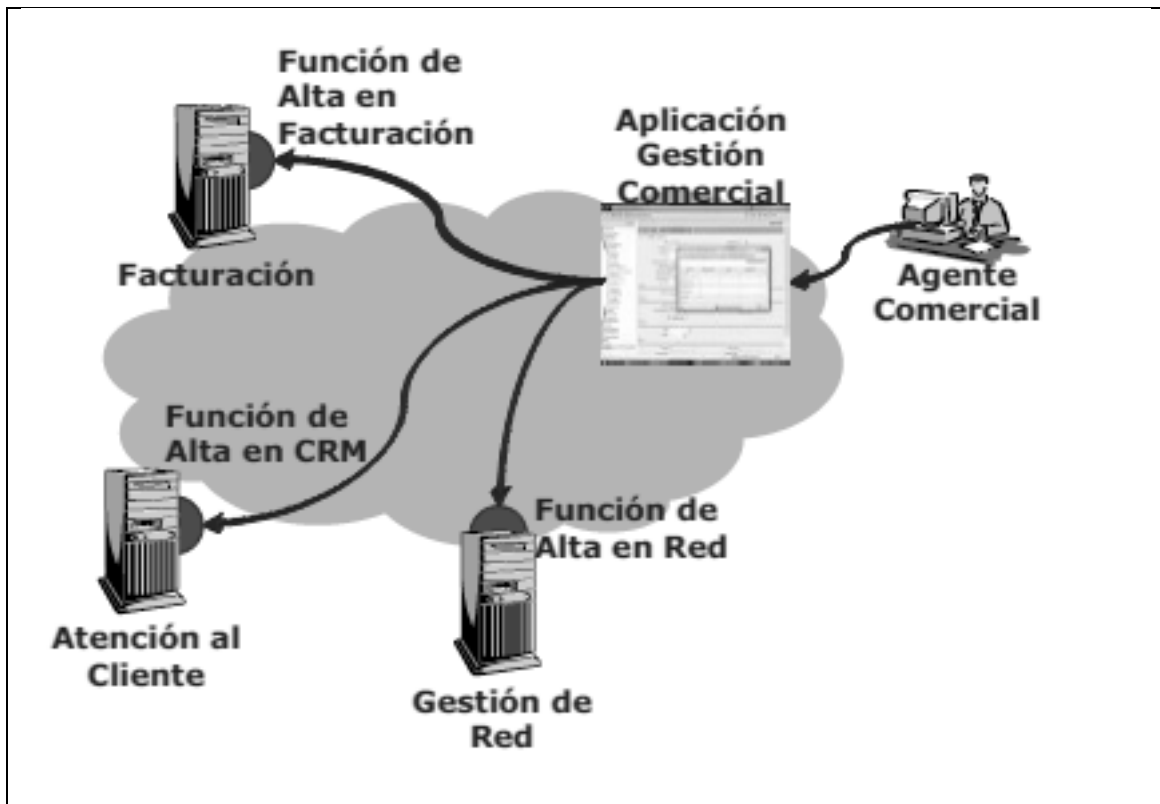 Función de
Alta en
Facturación
Facturación
Aplicación
Gestión
Comercial
Agente
Comercial
Función de
Alta en CRM
Atención al
Cliente
Función de
Alta en Red
Gestión de
Red